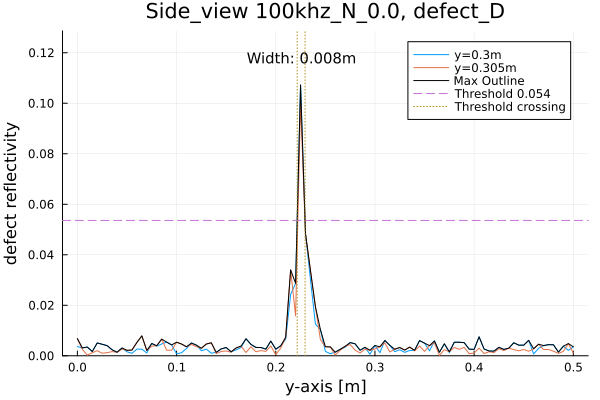 Side_view 100khz_N_0.0, defect_D
Width: 0.008m
y=0.3m
y=0.305m
Max Outline
Threshold 0.054
Threshold crossing
defect reflectivity
0.12
0.10
0.08
0.06
0.04
0.02
0.00
0.0 0.1 0.2 0.3 0.4 0.5
y-axis [m]